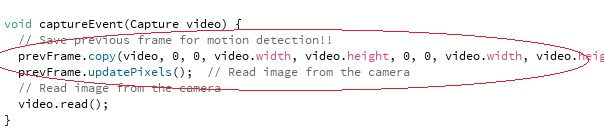 void captureEvent(Capture video) {
// Save previous frame for motion detection!!
prevFrame.copy(video, 0, 0, video.width, video.height, 0, 0, video.width, video.heig
prevFrame.updatePixels();  // Read image from the camera
// Read image from the camera
video.read();
}